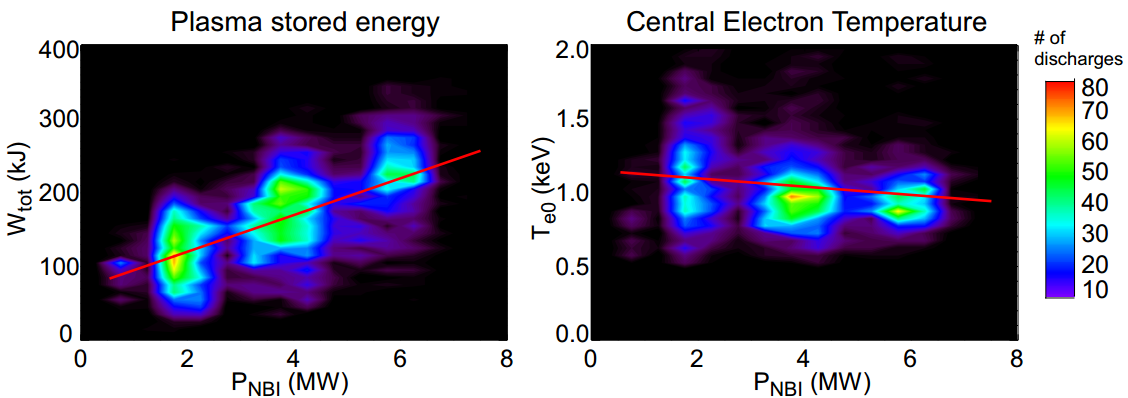 Plasma stored energy
Central Electron Temperature
# of
discharges
400
300
200
100
0
W_tot (kJ)
0 2 4 6 8
P_NBI (MW)
2.0
1.5
1.0
0.5
0.0
T_e0 (keV)
0 2 4 6 8
P_NBI (MW)
80
70
60
50
40
30
20
10